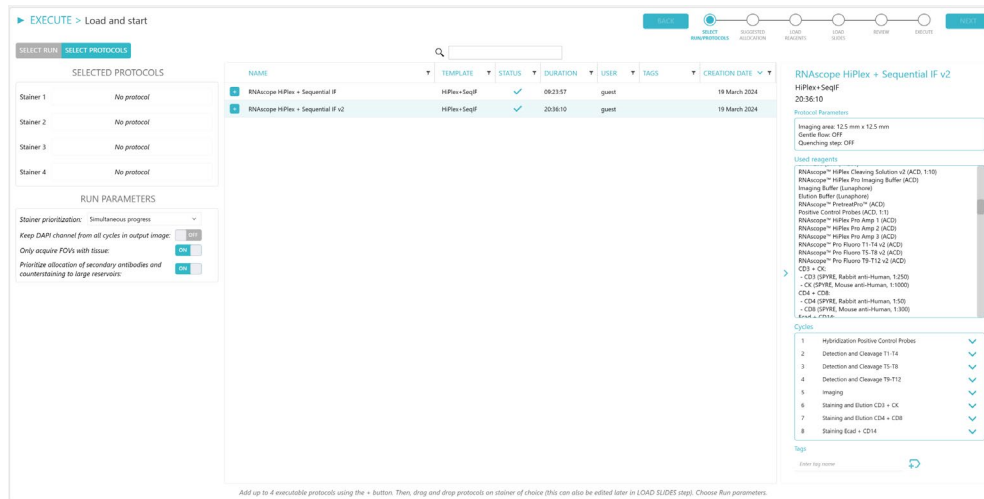 EXECUTE > Load and start
BACK
SELECT RUN/PROTOCOLS
SUGGESTED ALLOCATION
LOAD REAGENTS
LOAD SLIDES
REVIEW
EXECUTE
NEXT
SELECT RUN
SELECT PROTOCOLS
SELECTED PROTOCOLS
Stainer 1 No protocol
Stainer 2 No protocol
Stainer 3 No protocol
Stainer 4 No protocol
RUN PARAMETERS
Stainer prioritization: Simultaneous progress
Keep DAPI channel from all cycles in output image: OFF
Only acquire FOVs with tissue: ON
Prioritize allocation of secondary antibodies and
counterstaining to large reservoirs: ON
NAME TEMPLATE STATUS DURATION USER TAGS CREATION DATE
RNAscope HiPlex + Sequential IF HiPlex+SeqIF 09:23:57 guest 19 March 2024
RNAscope HiPlex + Sequential IF v2 HiPlex+SeqIF 20:36:10 guest 19 March 2024
RNAscope HiPlex + Sequential IF v2
HiPlex+SeqIF
20:36:10
Protocol Parameters
Imaging area: 12.5 mm x 12.5 mm
Gentle flow: OFF
Quenching step: OFF
Used reagents
RNAscope™ HiPlex Cleaving Solution v2 (ACD, 1:10)
RNAscope™ HiPlex Pro Imaging Buffer (ACD)
Imaging Buffer (Lunaphore)
Elution Buffer (Lunaphore)
RNAscope™ PretreatPro™ (ACD)
Positive Control Probes (ACD, 1:1)
RNAscope™ HiPlex Pro Amp 1 (ACD)
RNAscope™ HiPlex Pro Amp 2 (ACD)
RNAscope™ HiPlex Pro Amp 3 (ACD)
RNAscope™ Pro Fluoro T1-T4 v2 (ACD)
RNAscope™ Pro Fluoro T5-T8 v2 (ACD)
RNAscope™ Pro Fluoro T9-T12 v2 (ACD)
CD3 + CK:
- CD3 (SPYRE, Rabbit anti-Human, 1:250)
- CK (SPYRE, Mouse anti-Human, 1:1000)
CD4 + CD8:
- CD4 (SPYRE, Rabbit anti-Human, 1:50)
- CD8 (SPYRE, Mouse anti-Human, 1:300)
Ecad + CD14:
Cycles
1 Hybridization Positive Control Probes
2 Detection and Cleavage T1-T4
3 Detection and Cleavage T5-T8
4 Detection and Cleavage T9-T12
5 Imaging
6 Staining and Elution CD3 + CK
7 Staining and Elution CD4 + CD8
8 Staining Ecad + CD14
Tags
Enter tag name
Add up to 4 executable protocols using the + button. Then, drag and drop protocols on stainer of choice (this can also be edited later in LOAD SLIDES step). Choose Run parameters.